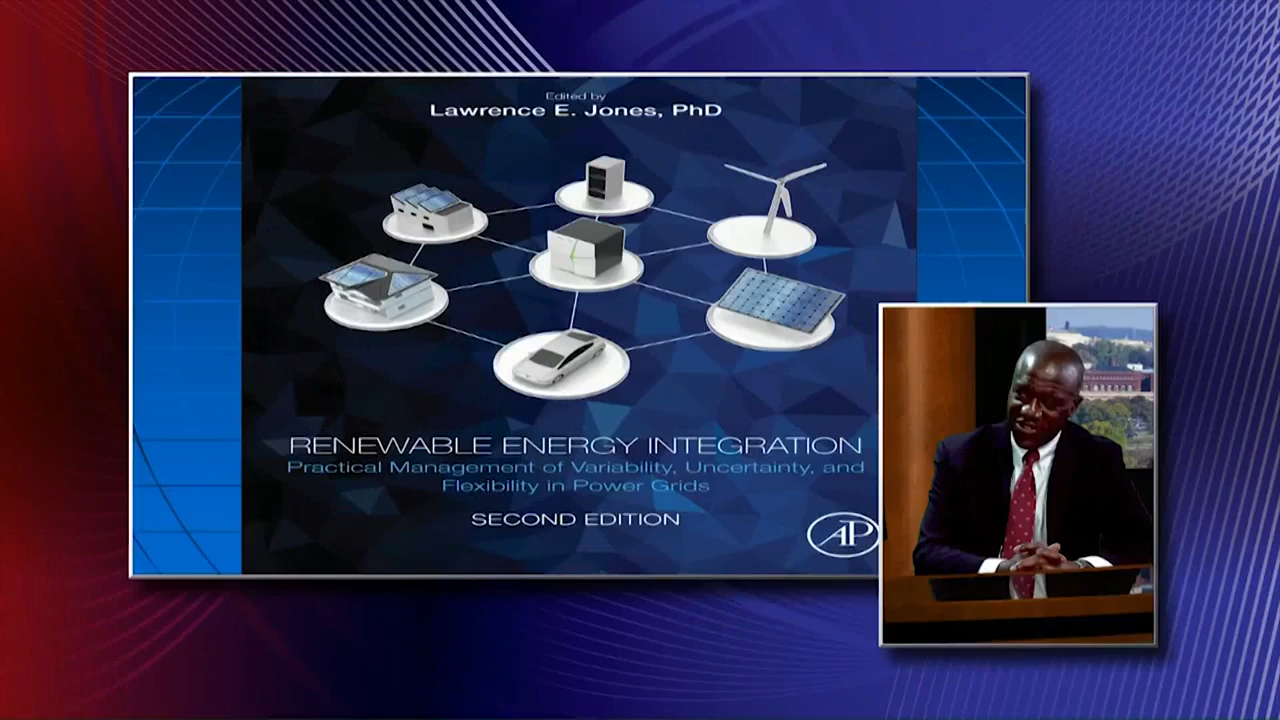 Edited by
Lawrence E. Jones, PhD
RENEWABLE ENERGY INTEGRATION
Practical Management of Variability, Uncertainty, and
Flexibility in Power Grids
SECOND EDITION
AP